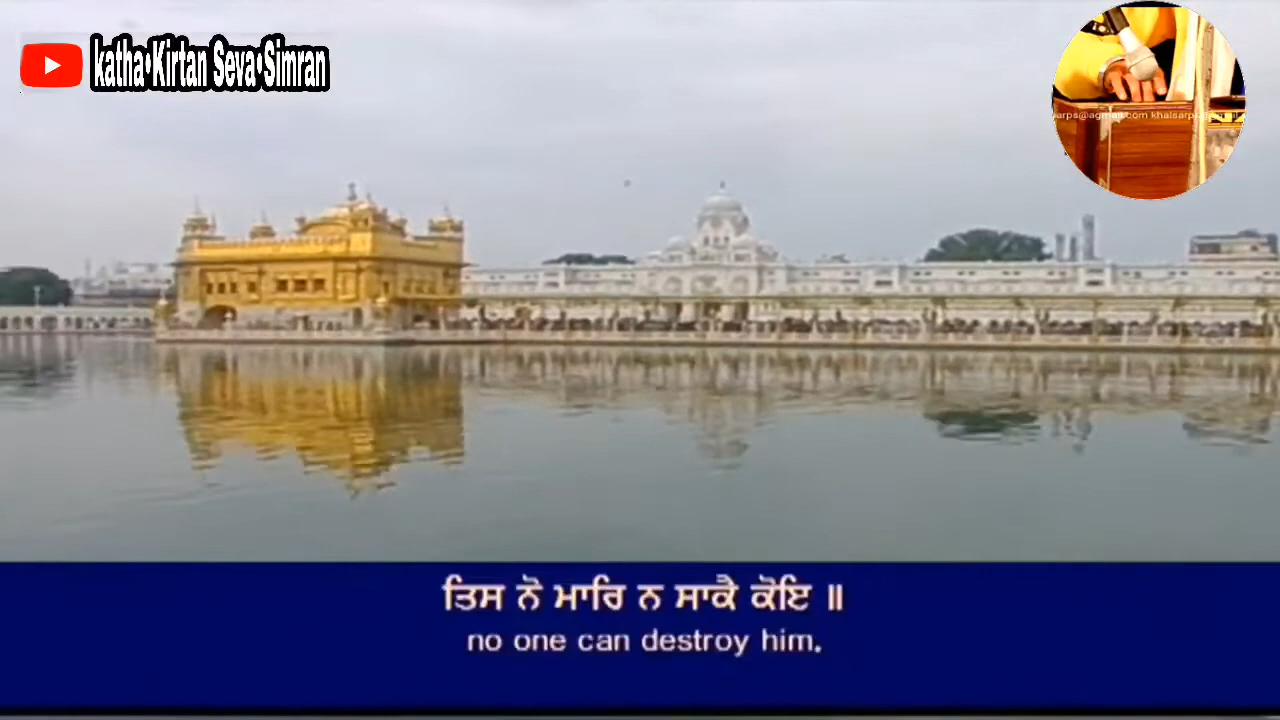 katha•Kirtan Seva•Simran
ਤਿਸ ਨੋ ਮਾਰਿ ਨ ਸਾਕੈ ਕੋਇ ॥
no one can destroy him.